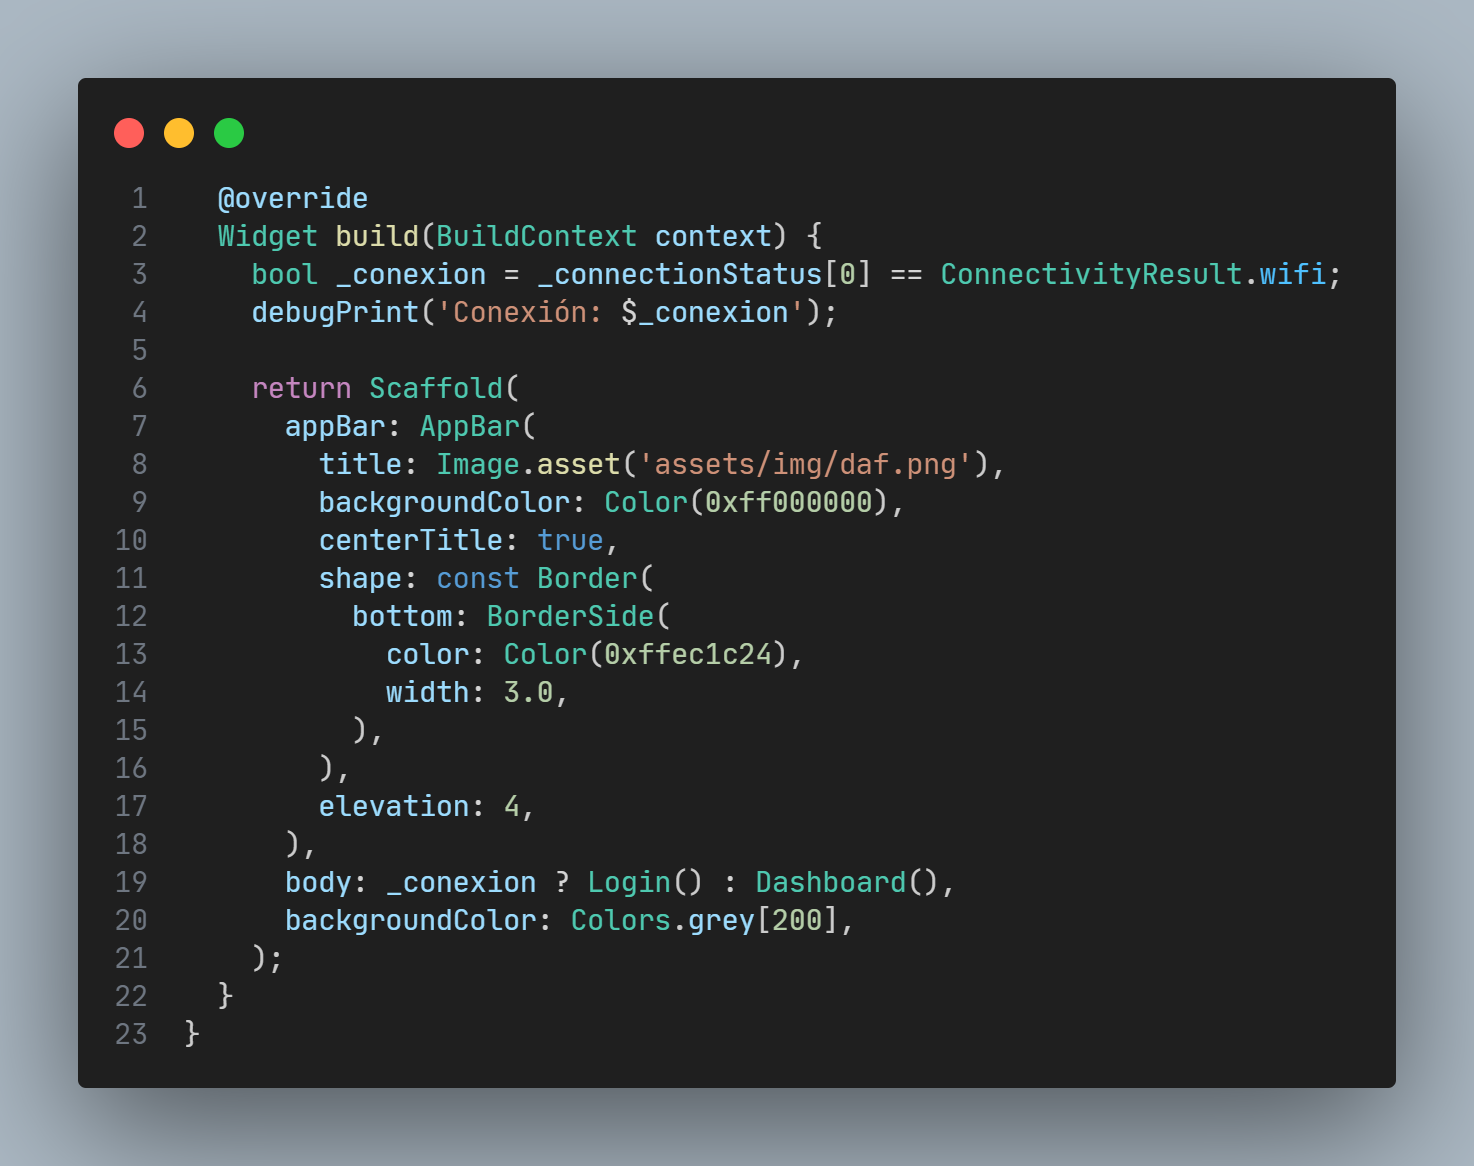 1 @override
2 Widget build(BuildContext context) {
3 bool _conexion = _connectionStatus[0] == ConnectivityResult.wifi;
4 debugPrint('Conexión: $_conexion');
5
6 return Scaffold(
7 appBar: AppBar(
8 title: Image.asset('assets/img/daf.png'),
9 backgroundColor: Color(0xff000000),
10 centerTitle: true,
11 shape: const Border(
12 bottom: BorderSide(
13 color: Color(0xffec1c24),
14 width: 3.0,
15 ),
16 ),
17 elevation: 4,
18 ),
19 body: _conexion ? Login() : Dashboard(),
20 backgroundColor: Colors.grey[200],
21 );
22 }
23 }